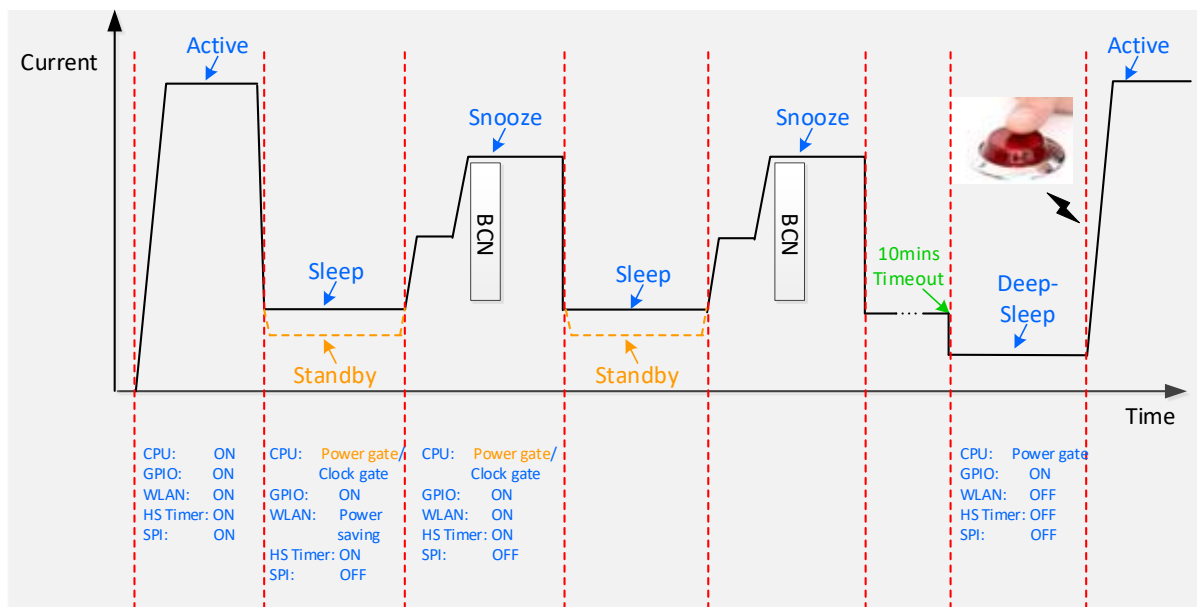 Current
Active
Snooze
Snooze
Active
BCN
BCN
Sleep
Sleep
10mins
Timeout
Deep-
Sleep
Standby
Standby
Time
CPU: ON
GPIO: ON
WLAN: ON
HS Timer: ON
SPI: ON
CPU: Power gate/
Clock gate
GPIO: ON
WLAN: Power
saving
HS Timer: ON
SPI: OFF
CPU: Power gate/
Clock gate
GPIO: ON
WLAN: ON
HS Timer: ON
SPI: OFF
CPU: Power gate
GPIO: ON
WLAN: OFF
HS Timer: OFF
SPI: OFF